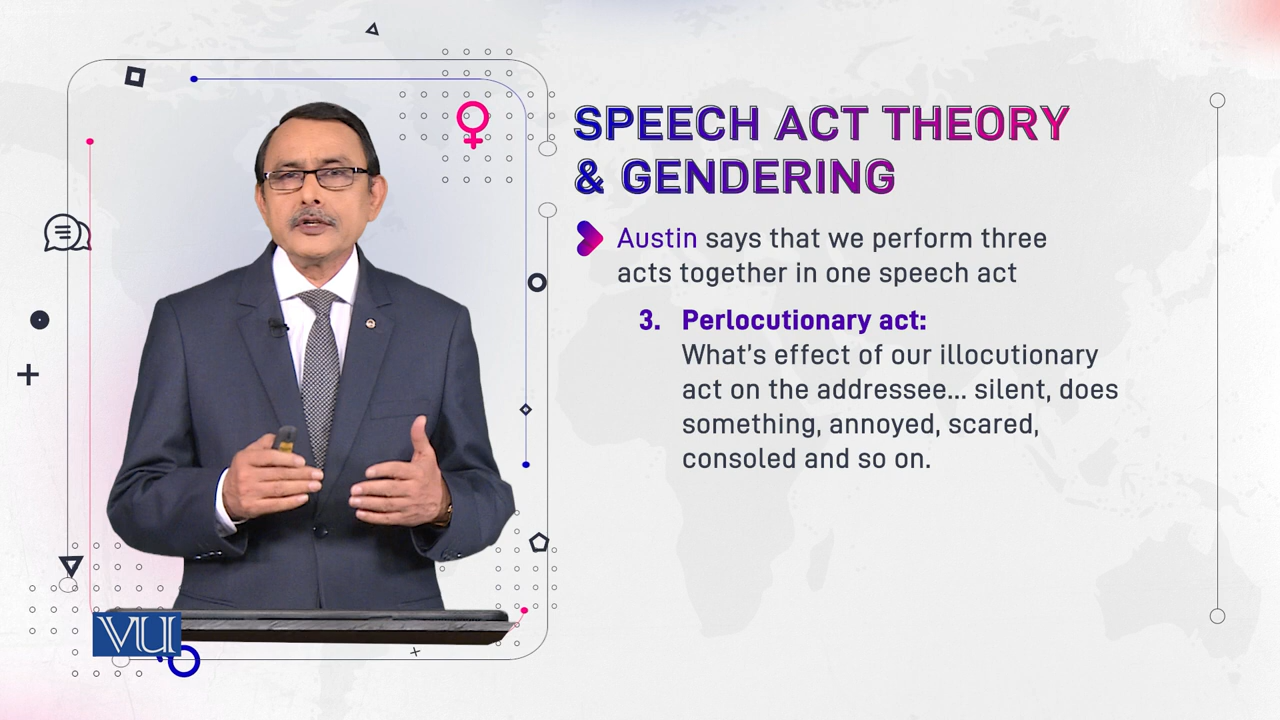 SPEECH ACT THEORY
& GENDERING
Austin says that we perform three
acts together in one speech act
3. Perlocutionary act:
What's effect of our illocutionary
act on the addressee... silent, does
something, annoyed, scared,
consoled and so on.
VU